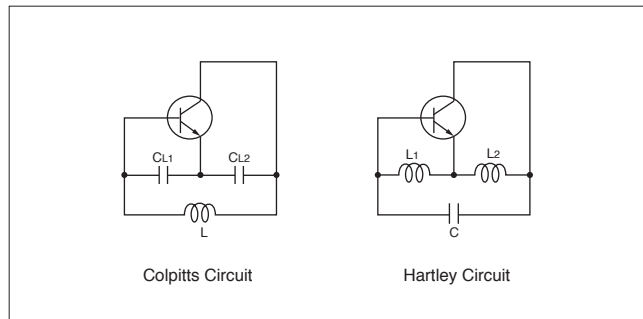 CL1
CL2
L
Colpitts Circuit
L1
L2
C
Hartley Circuit